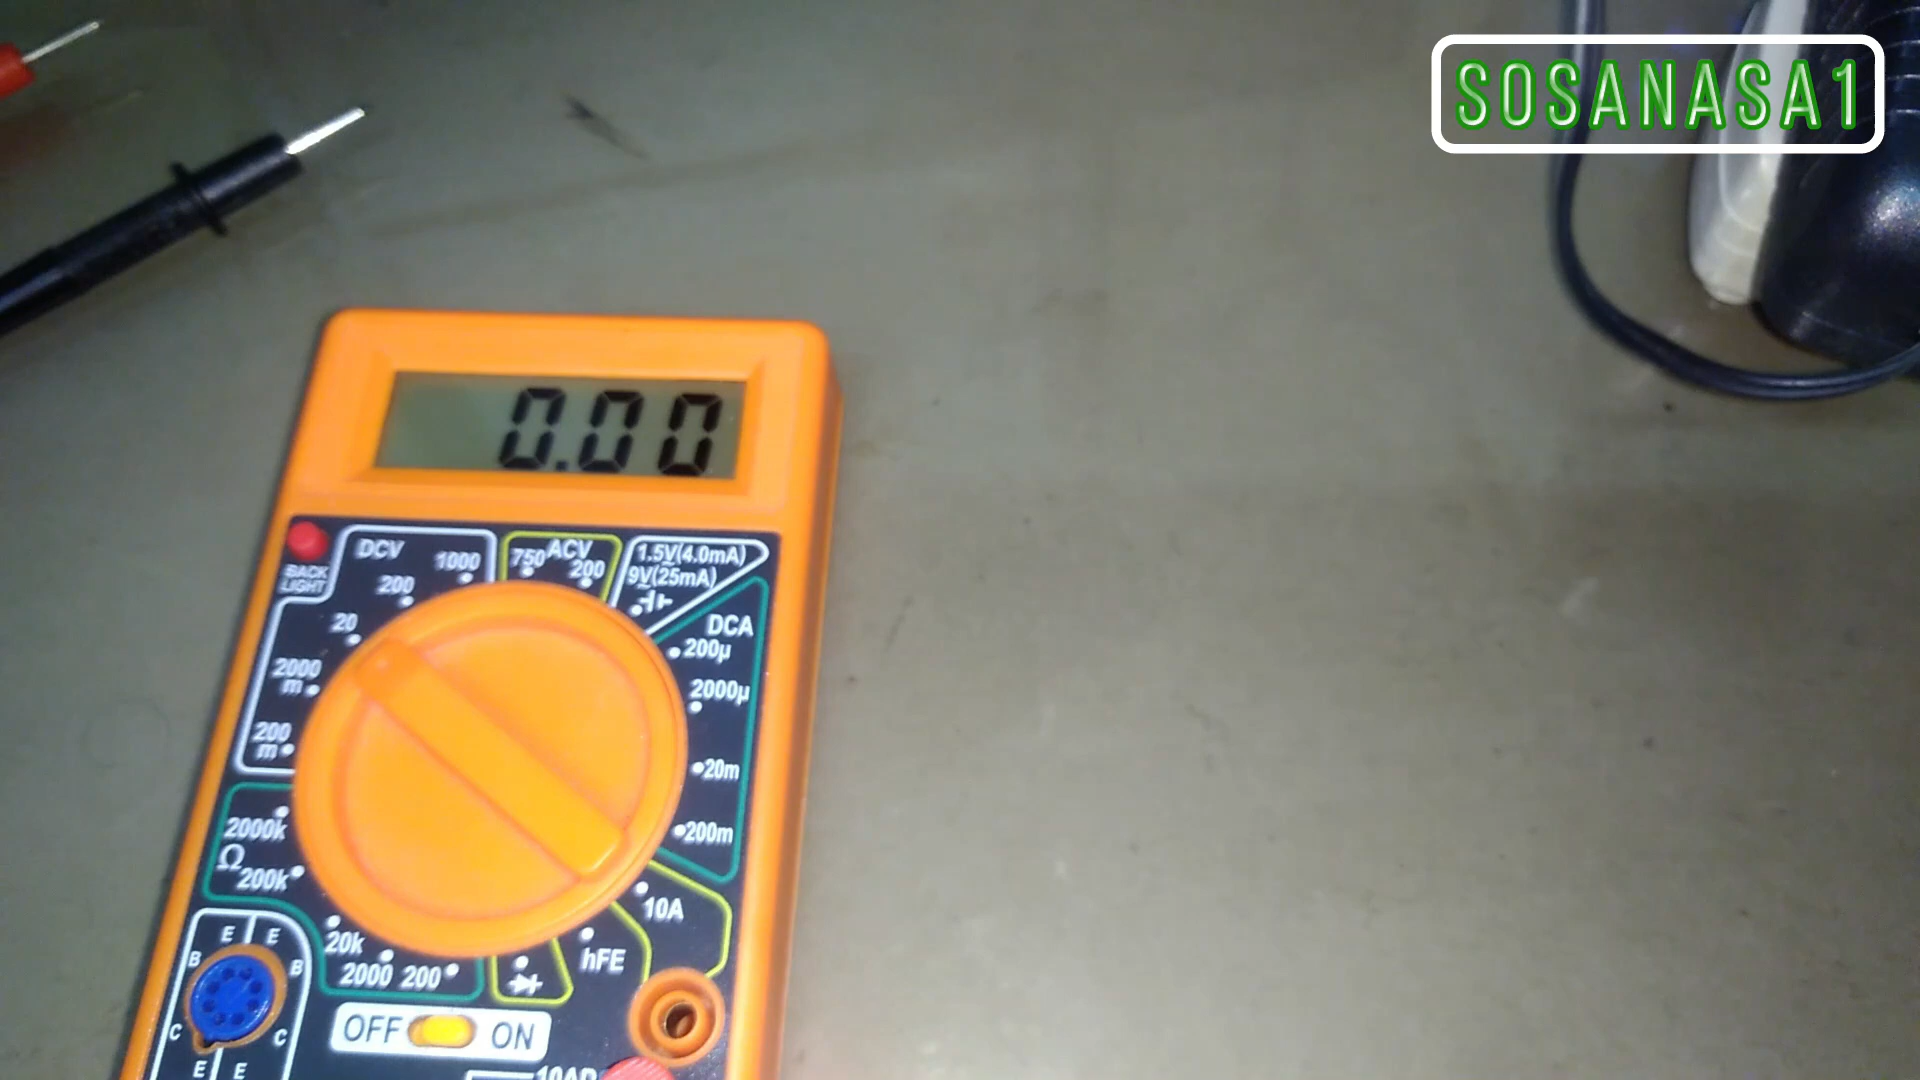 SOSANASA1
0.00
BACK
LIGHT
DCV
1000
200
20
2000
m
200
m
ACV
750
200
1.5V(4.0mA)
9V(25mA)
DCA
200µ
2000µ
20m
200m
10A
hFE
2000k
Ω
200k
20k
2000
200
OFF
ON
E
E
B
B
C
C
E
E